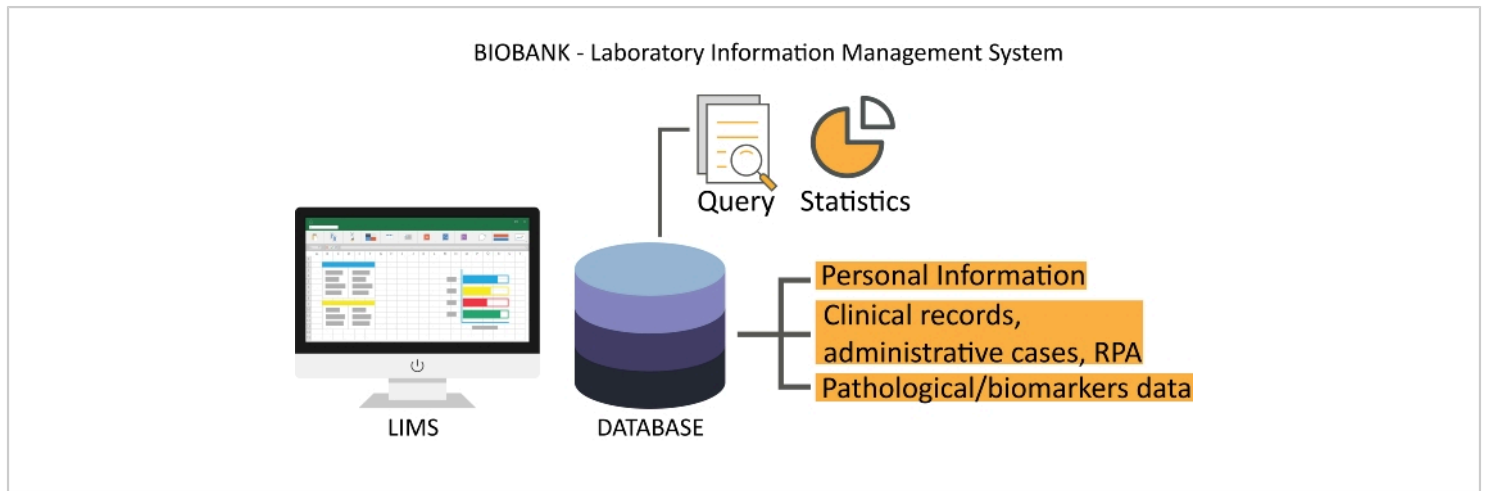 BIOBANK - Laboratory Information Management System
Query
Statistics
Personal Information
Clinical records,
administrative cases, RPA
Pathological/biomarkers data
LIMS
DATABASE